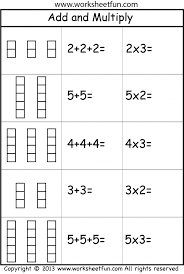 www.worksheetfun.com
Add and Multiply
2+2+2= 2x3=
5+5= 5x2=
4+4+4= 4x3=
3+3= 3x2=
5+5+5= 5x3=
Copyright © 2013 www.worksheetfun.com All Rights Reserved